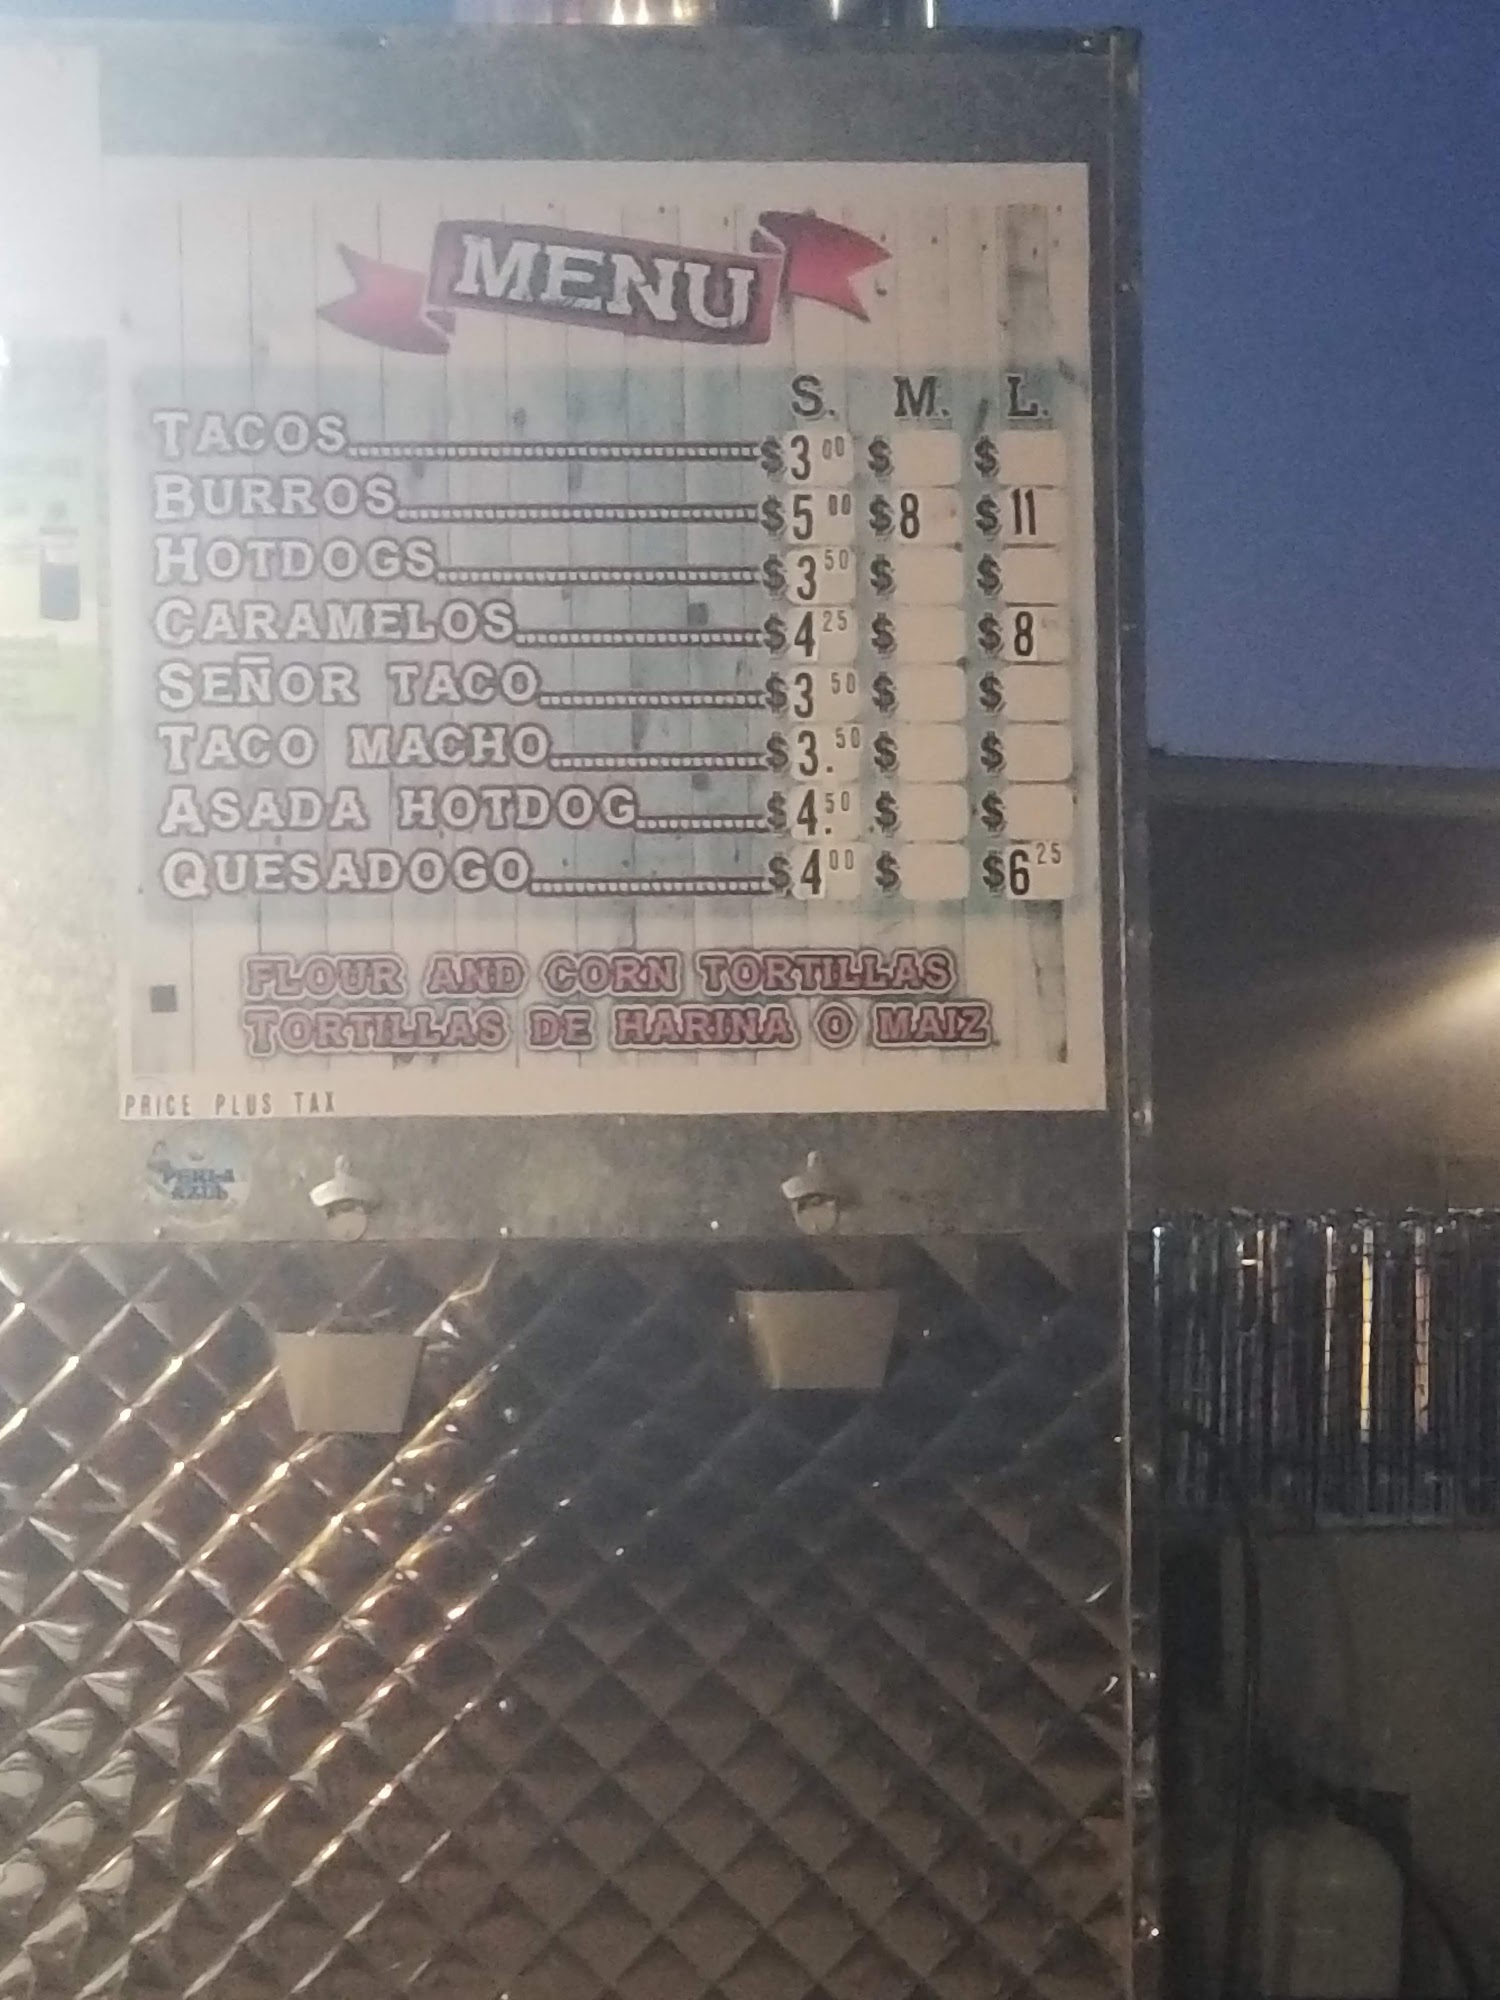 MENU
S. M. L.
TACOS $3 00 $ $
BURROS $5 00 $8 $11
HOTDOGS $3 50 $ $
CARAMELOS $4 25 $ $8
SEÑOR TACO $3 50 $ $
TACO MACHO $3. 50 $ $
ASADA HOTDOG $4. 50 $ $
QUESADOGO $4 00 $ $6 25
FLOUR AND CORN TORTILLAS
TORTILLAS DE HARINA O MAIZ
PRICE PLUS TAX
PERLA
AZUL